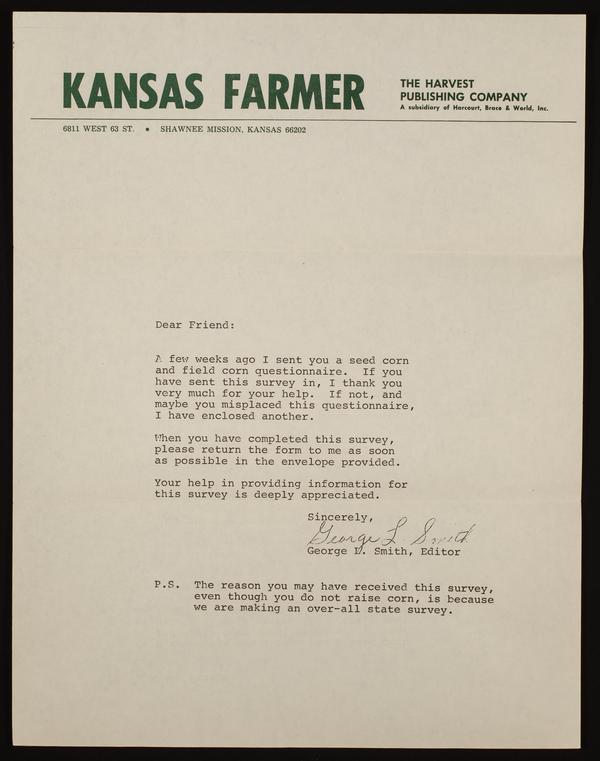 KANSAS FARMER
THE HARVEST
PUBLISHING COMPANY
A subsidiary of Harcourt, Brace & World, Inc.
6811 WEST 63 ST. • SHAWNEE MISSION, KANSAS 66202
Dear Friend:
A few weeks ago I sent you a seed corn
and field corn questionnaire. If you
have sent this survey in, I thank you
very much for your help. If not, and
maybe you misplaced this questionnaire,
I have enclosed another.
When you have completed this survey,
please return the form to me as soon
as possible in the envelope provided.
Your help in providing information for
this survey is deeply appreciated.
Sincerely,
George L. Smith
George L. Smith, Editor
P.S. The reason you may have received this survey,
even though you do not raise corn, is because
we are making an over-all state survey.